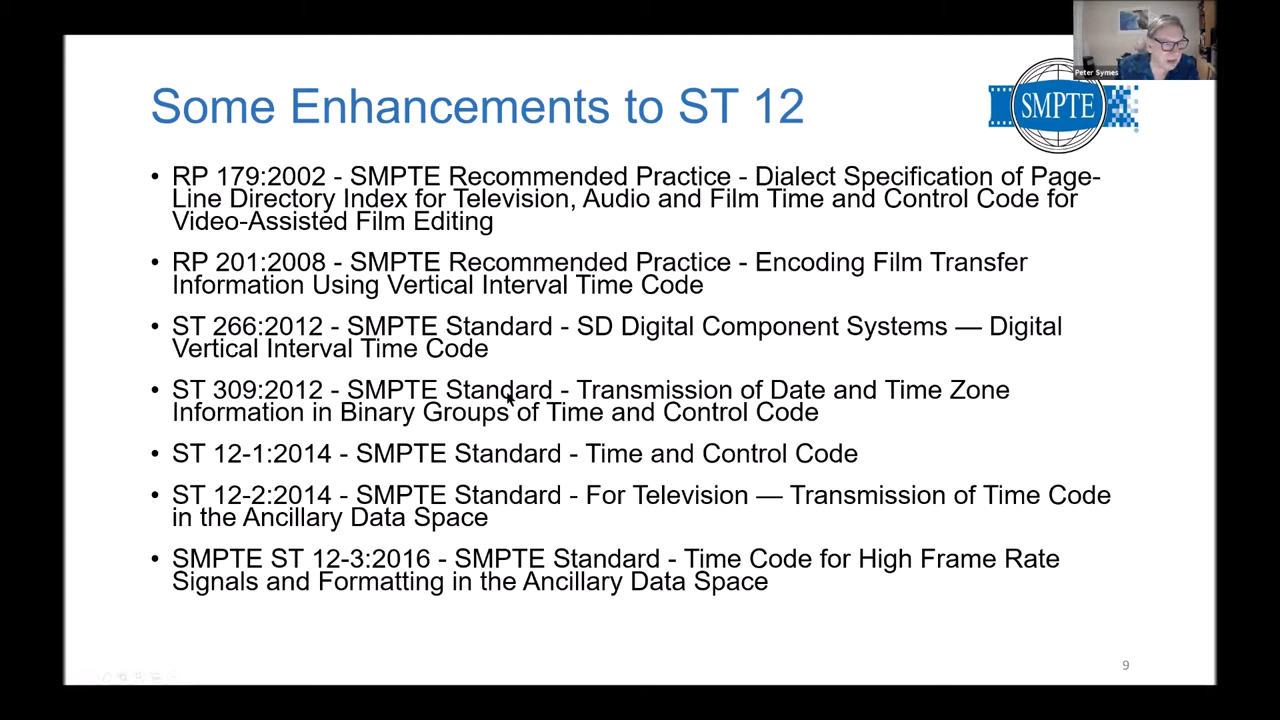 Peter Symes
Some Enhancements to ST 12
SMPTE
• RP 179:2002 - SMPTE Recommended Practice - Dialect Specification of Page-
Line Directory Index for Television, Audio and Film Time and Control Code for
Video-Assisted Film Editing
• RP 201:2008 - SMPTE Recommended Practice - Encoding Film Transfer
Information Using Vertical Interval Time Code
• ST 266:2012 - SMPTE Standard - SD Digital Component Systems — Digital
Vertical Interval Time Code
• ST 309:2012 - SMPTE Standard - Transmission of Date and Time Zone
Information in Binary Groups of Time and Control Code
• ST 12-1:2014 - SMPTE Standard - Time and Control Code
• ST 12-2:2014 - SMPTE Standard - For Television — Transmission of Time Code
in the Ancillary Data Space
• SMPTE ST 12-3:2016 - SMPTE Standard - Time Code for High Frame Rate
Signals and Formatting in the Ancillary Data Space
9